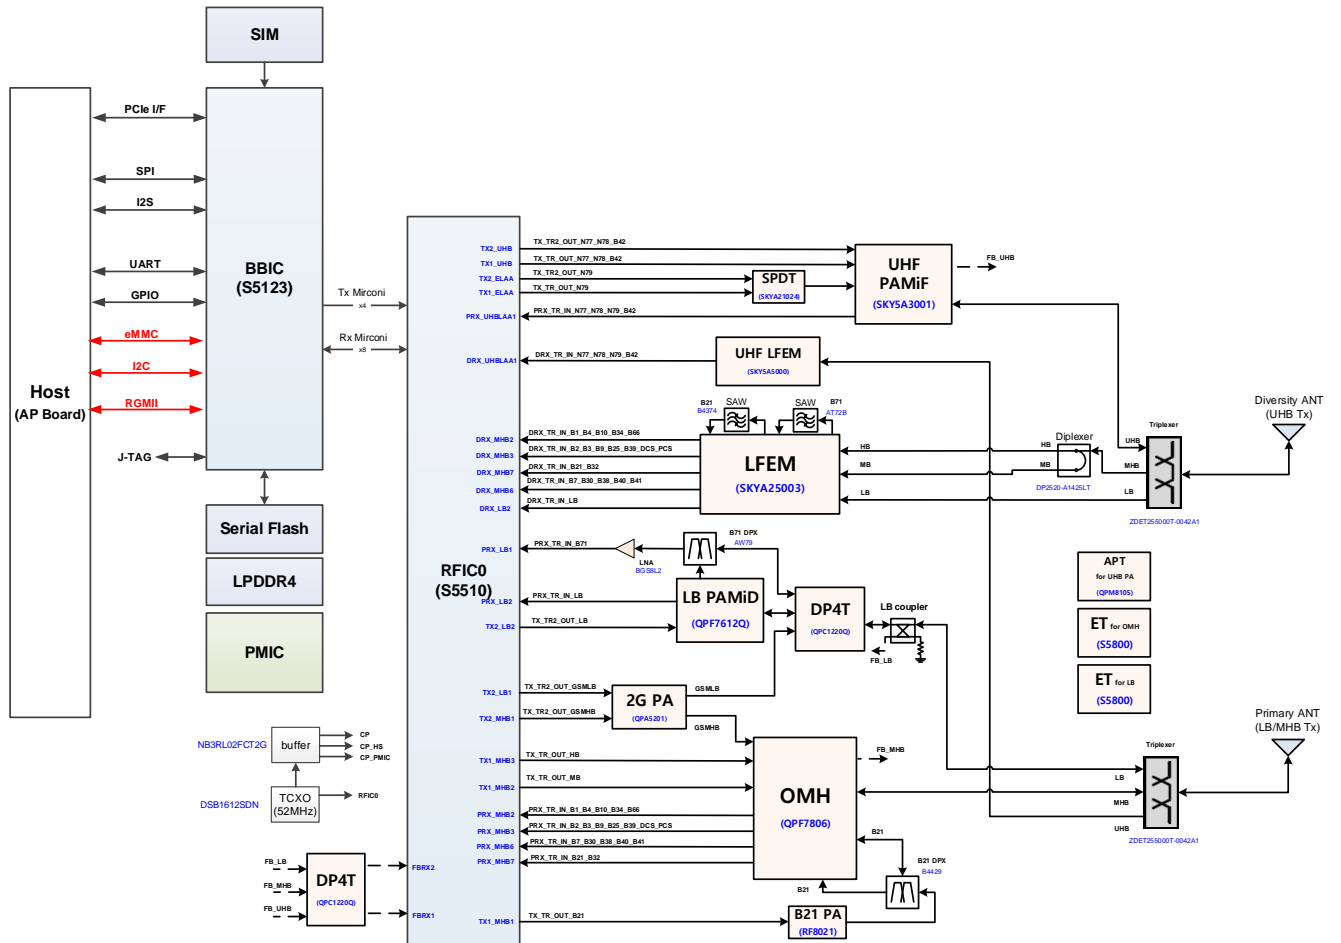 SIM
Host
(AP Board)
PCIe I/F
SPI
I2S
UART
GPIO
eMMC
I2C
RGMII
J-TAG
BBIC
(S5123)
Serial Flash
LPDDR4
PMIC
Tx Mirconi
x4
Rx Mirconi
x8
NB3RL02FCT2G
buffer
CP
CP_HS
CP_PMIC
DSB1612SDN
TCXO
(52MHz)
RFIC0
FB_LB
FB_MHB
FB_UHB
DP4T
(QPC1220Q)
RFIC0
(S5510)
TX2_UHB
TX1_UHB
TX2_ELAA
TX1_ELAA
PRX_UHBLAA1
DRX_UHBLAA1
DRX_MHB2
DRX_MHB3
DRX_MHB7
DRX_MHB6
DRX_LB2
PRX_LB1
PRX_LB2
TX2_LB2
TX2_LB1
TX2_MHB1
TX1_MHB3
TX1_MHB2
PRX_MHB2
PRX_MHB3
PRX_MHB6
PRX_MHB7
FBRX2
FBRX1
TX1_MHB1
TX_TR2_OUT_N77_N78_B42
TX_TR_OUT_N77_N78_B42
TX_TR2_OUT_N79
TX_TR_OUT_N79
PRX_TR_IN_N77_N78_N79_B42
DRX_TR_IN_N77_N78_N79_B42
DRX_TR_IN_B1_B4_B10_B34_B66
DRX_TR_IN_B2_B3_B9_B25_B39_DCS_PCS
DRX_TR_IN_B21_B32
DRX_TR_IN_B7_B30_B38_B40_B41
DRX_TR_IN_LB
PRX_TR_IN_B71
PRX_TR_IN_LB
TX_TR2_OUT_LB
TX_TR2_OUT_GSMLB
TX_TR2_OUT_GSMHB
TX_TR_OUT_HB
TX_TR_OUT_MB
PRX_TR_IN_B1_B4_B10_B34_B66
PRX_TR_IN_B2_B3_B9_B25_B39_DCS_PCS
PRX_TR_IN_B7_B30_B38_B40_B41
PRX_TR_IN_B21_B32
TX_TR_OUT_B21
SPDT
(SKYA21024)
UHF
PAMiF
(SKY5A3001)
FB_UHB
UHF LFEM
(SKY5A5000)
B21
B4374
SAW
SAW
B71
AT72B
LFEM
(SKYA25003)
HB
MB
LB
Diplexer
HB
MB
DP2520-A1425LT
UHB
MHB
LB
Triplexer
ZDET255000T-0042A1
Diversity ANT
(UHB Tx)
LNA
BGS8L2
B71 DPX
AW79
LB PAMiD
(QPF7612Q)
DP4T
(QPC1220Q)
LB coupler
FB_LB
APT
for UHB PA
(QPM8105)
ET for OMH
(S5800)
ET for LB
(S5800)
2G PA
(QPA5201)
GSMLB
GSMHB
OMH
(QPF7806)
FB_MHB
B21
B21
B21 DPX
B4429
B21 PA
(RF8021)
Primary ANT
(LB/MHB Tx)
Triplexer
LB
MHB
UHB
ZDET255000T-0042A1